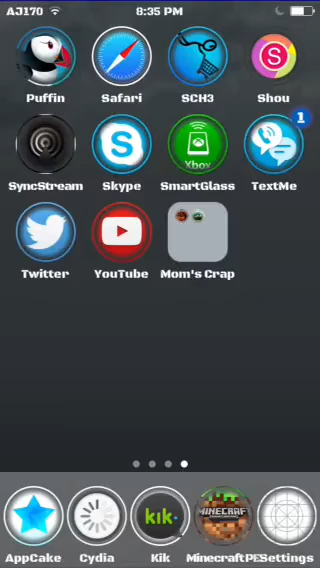 AJ170 8:35 PM
Puffin Safari SCH3 Shou
1
Xbox
SyncStream Skype SmartGlass TextMe
Twitter YouTube Mom's Crap
kik·
MINECRAFT
AppCake Cydia Kik MinecraftPE Settings